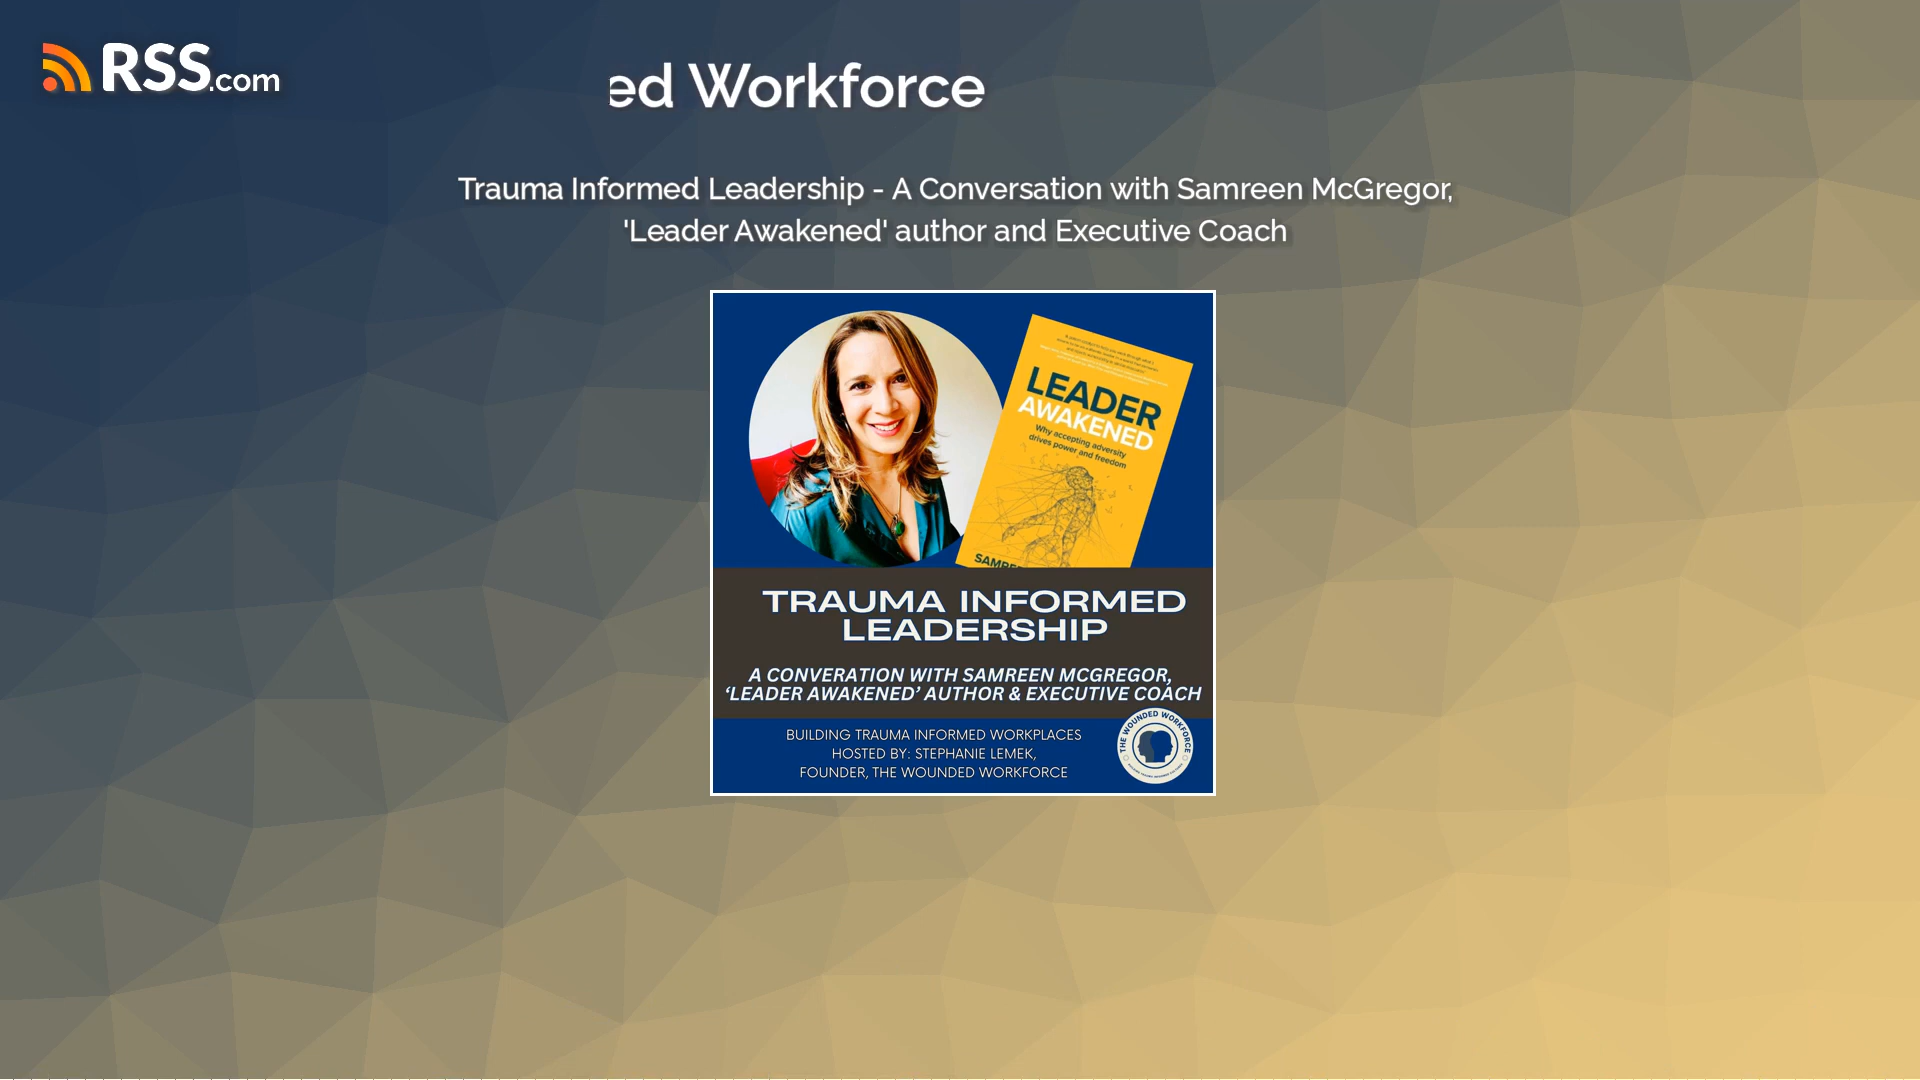 RSS.com
ed Workforce
Trauma Informed Leadership - A Conversation with Samreen McGregor,
'Leader Awakened' author and Executive Coach
LEADER
AWAKENED
Why accepting adversity
drives power and freedom
TRAUMA INFORMED
LEADERSHIP
A CONVERATION WITH SAMREEN MCGREGOR,
‘LEADER AWAKENED’ AUTHOR & EXECUTIVE COACH
BUILDING TRAUMA INFORMED WORKPLACES
HOSTED BY: STEPHANIE LEMEK,
FOUNDER, THE WOUNDED WORKFORCE
THE WOUNDED WORKFORCE